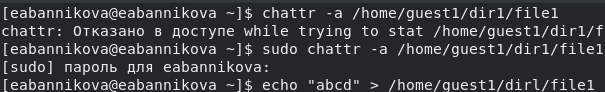 [eabannikova@eabannikova ~]$ chattr -a /home/guest1/dir1/file1
chattr: Отказано в доступе while trying to stat /home/guest1/dir1/f
[eabannikova@eabannikova ~]$ sudo chattr -a /home/guest1/dir1/file1
[sudo] пароль для eabannikova:
[eabannikova@eabannikova ~]$ echo "abcd" > /home/guest1/dirl/file1